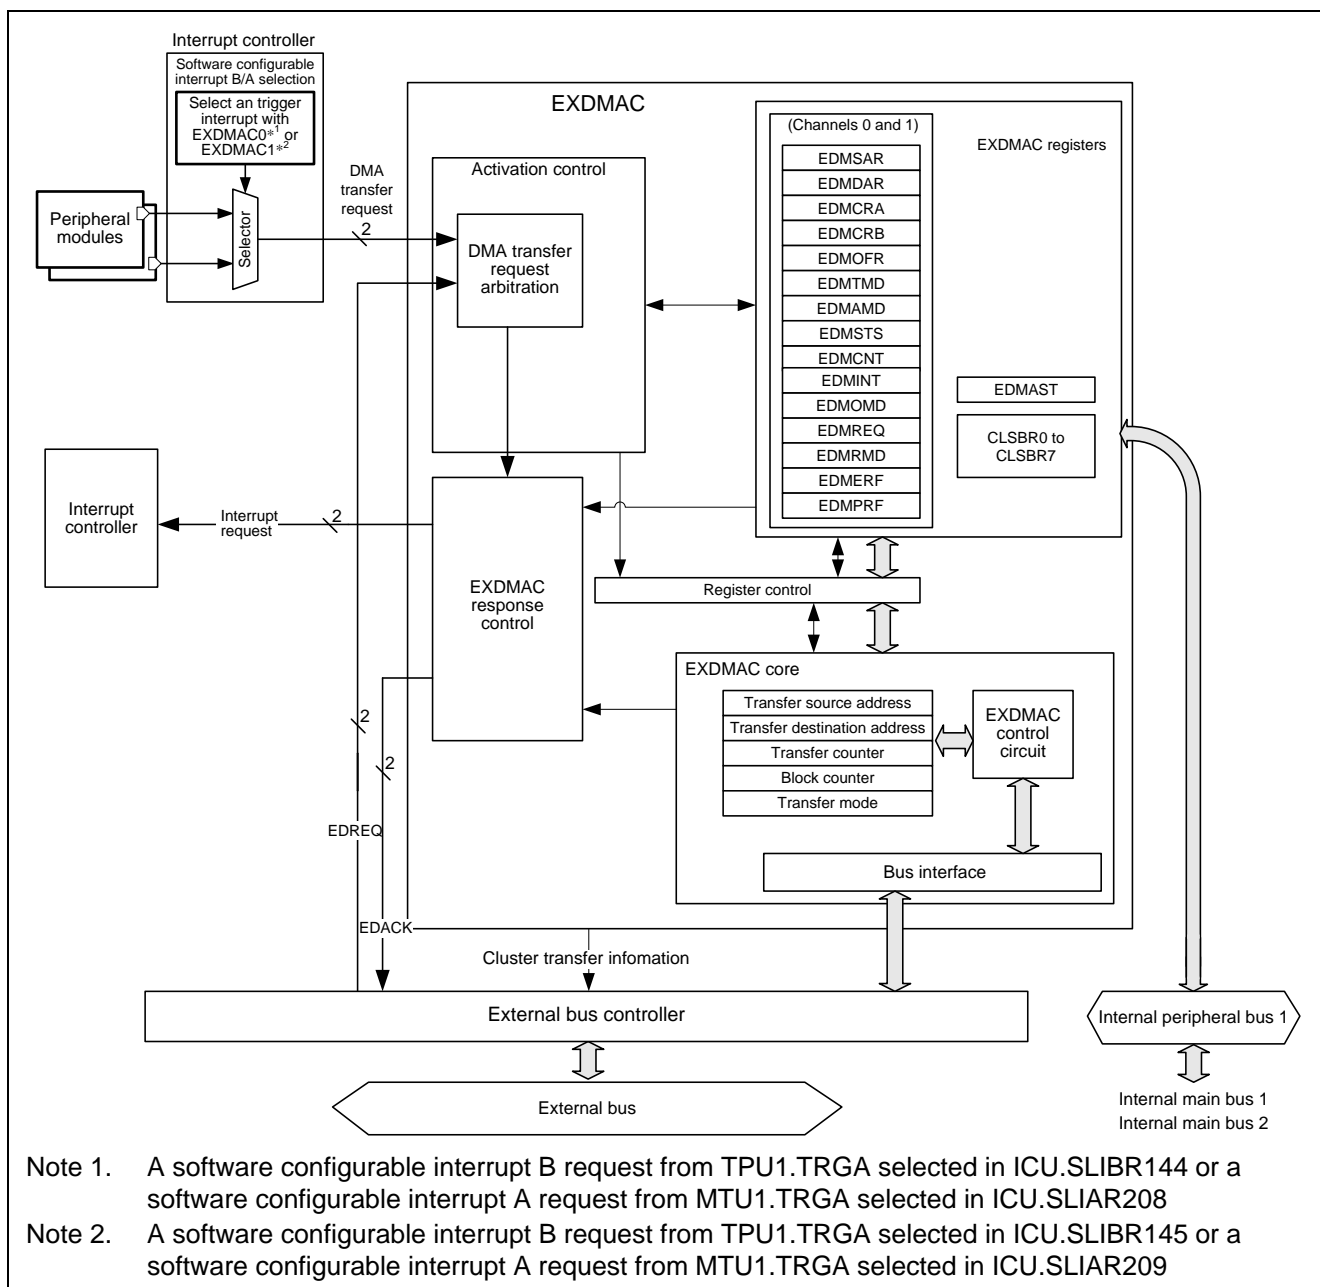 Interrupt controller
Software configurable
interrupt B/A selection
Select an trigger
interrupt with
EXDMAC0*1 or
EXDMAC1*2
Peripheral
modules
Selector
DMA
transfer
request
2
EXDMAC
Activation control
DMA transfer
request
arbitration
(Channels 0 and 1)
EDMSAR
EDMDAR
EDMCRA
EDMCRB
EDMOFR
EDMTMD
EDMAMD
EDMSTS
EDMCNT
EDMINT
EDMOMD
EDMREQ
EDMRMD
EDMERF
EDMPRF
EXDMAC registers
EDMAST
CLSBR0 to
CLSBR7
Interrupt
controller
Interrupt
request
2
EXDMAC
response
control
Register control
EXDMAC core
Transfer source address
Transfer destination address
Transfer counter
Block counter
Transfer mode
EXDMAC
control
circuit
Bus interface
2
2
EDREQ
EDACK
Cluster transfer infomation
External bus controller
External bus
Internal peripheral bus 1
Internal main bus 1
Internal main bus 2
Note 1. A software configurable interrupt B request from TPU1.TRGA selected in ICU.SLIBR144 or a
software configurable interrupt A request from MTU1.TRGA selected in ICU.SLIAR208
Note 2. A software configurable interrupt B request from TPU1.TRGA selected in ICU.SLIBR145 or a
software configurable interrupt A request from MTU1.TRGA selected in ICU.SLIAR209